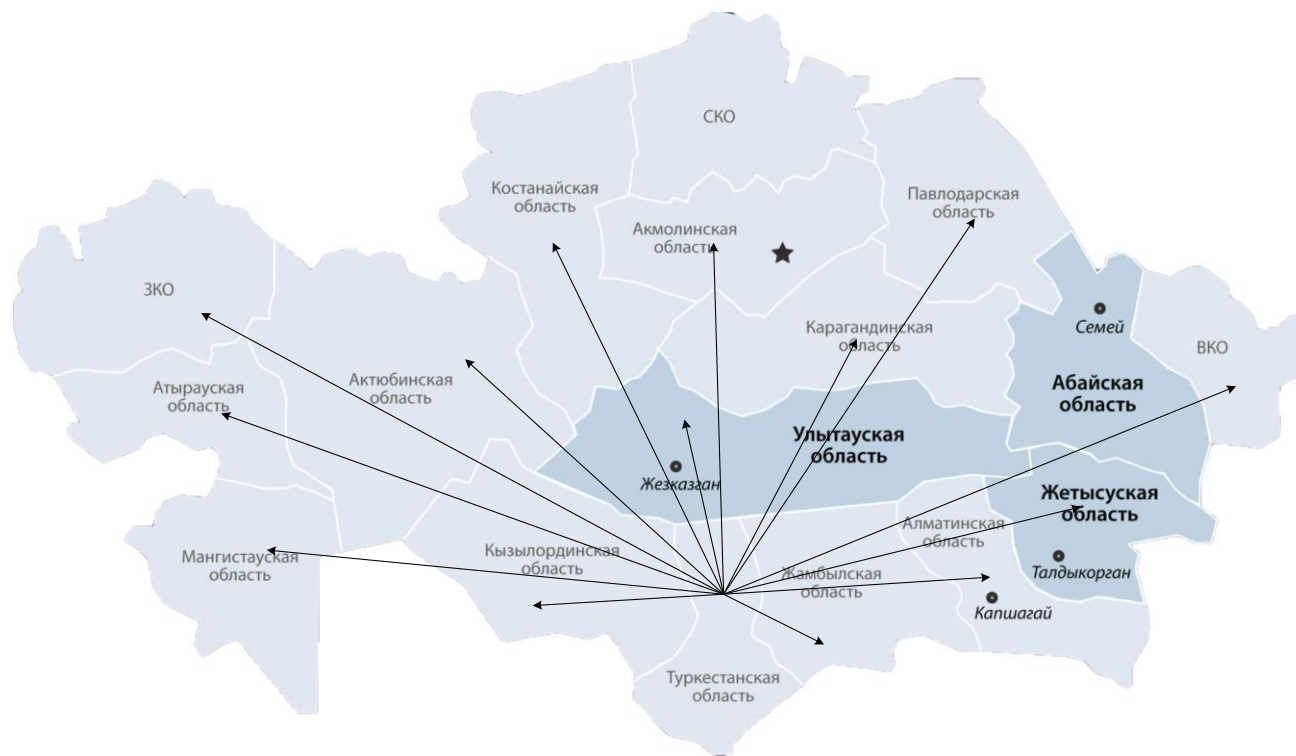 СКО
Костанайская
область
Павлодарская
область
Акмолинская
область
ЗКО
Семей
Карагандинская
область
ВКО
Атырауская
область
Актюбинская
область
Абайская
область
Улытауская
область
Жезказган
Жетысуская
область
Алматинская
область
Мангистауская
область
Кызылординская
область
Жамбылская
область
Талдыкорган
Капшагай
Туркестанская
область